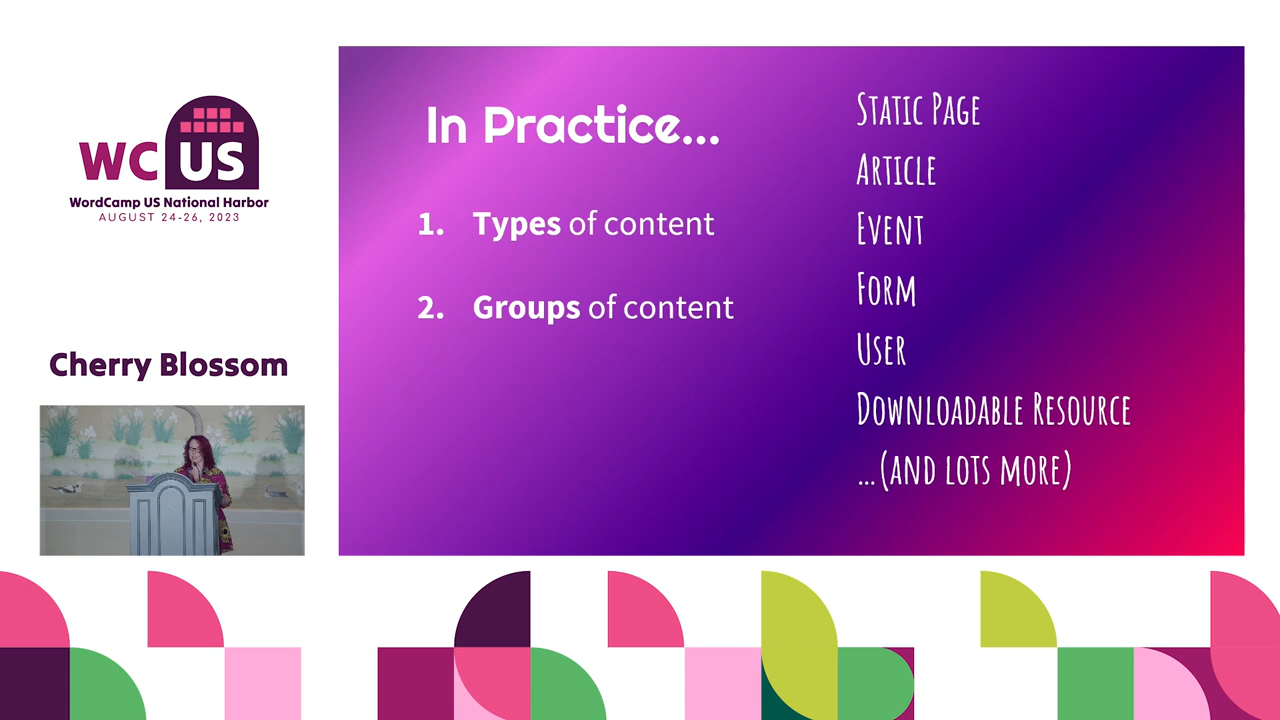 WC US
WordCamp US National Harbor
AUGUST 24-26, 2023
Cherry Blossom
In Practice...
1. Types of content
2. Groups of content
STATIC PAGE
ARTICLE
EVENT
FORM
USER
DOWNLOADABLE RESOURCE
...(AND LOTS MORE)